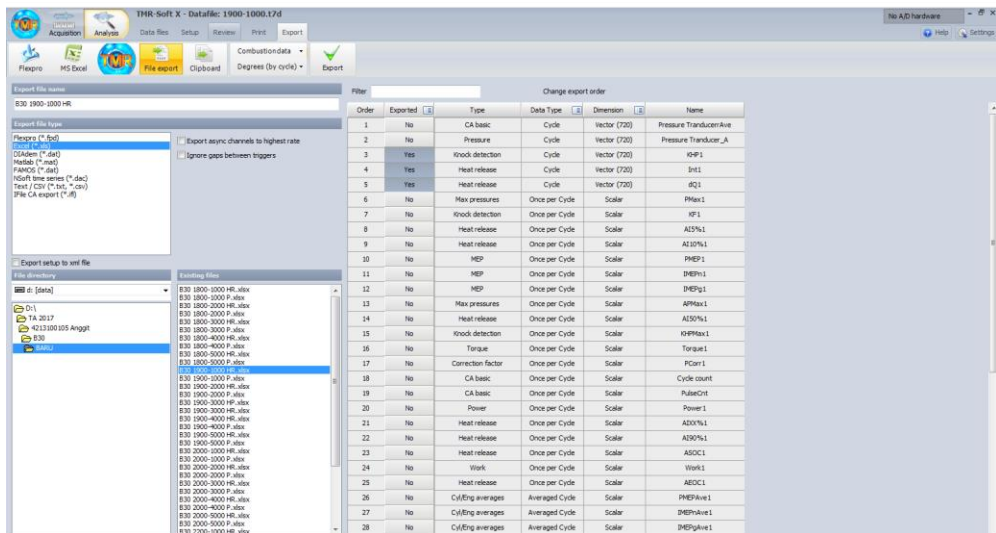 TMR-Soft X - Datafile: 1900-1000.t7d
No A/D hardware
Acquisition
Analysis
Data files Setup Review Print Export
Help Settings
Flexpro
MS Excel
File export
Clipboard
Combustion data
Degrees (by cycle)
Export
Export file name
B30 1900-1000 HR
Export file type
Flexpro (*.fpd)
Excel (*.xls)
DIAdem (*.dat)
Matlab (*.mat)
FAMOS (*.dat)
NSoft time series (*.dac)
Text / CSV (*.txt, *.csv)
IFile CA export (*.ifl)
Export async channels to highest rate
Ignore gaps between triggers
Export setup to xml file
File directory
d: [data]
D:\
TA 2017
4213100105 Anggit
B30
BARU
Existing files
B30 1800-1000 HR.xlsx
B30 1800-1000 P.xlsx
B30 1800-2000 HR.xlsx
B30 1800-2000 P.xlsx
B30 1800-3000 HR.xlsx
B30 1800-3000 P.xlsx
B30 1800-4000 HR.xlsx
B30 1800-4000 P.xlsx
B30 1800-5000 HR.xlsx
B30 1800-5000 P.xlsx
B30 1900-1000 HR.xlsx
B30 1900-1000 P.xlsx
B30 1900-2000 HR.xlsx
B30 1900-2000 P.xlsx
B30 1900-3000 HP.xlsx
B30 1900-3000 HR.xlsx
B30 1900-4000 HR.xlsx
B30 1900-4000 P.xlsx
B30 1900-5000 HR.xlsx
B30 1900-5000 P.xlsx
B30 2000-1000 HR.xlsx
B30 2000-1000 P.xlsx
B30 2000-2000 HR.xlsx
B30 2000-2000 P.xlsx
B30 2000-3000 HR.xlsx
B30 2000-3000 P.xlsx
B30 2000-4000 HR.xlsx
B30 2000-4000 P.xlsx
B30 2000-5000 HR.xlsx
B30 2000-5000 P.xlsx
B30 2200-1000 HR.xlsx
Filter
Change export order
Order Exported Type Data Type Dimension Name
1 No CA basic Cycle Vector (720) Pressure TranducerrAve
2 No Pressure Cycle Vector (720) Pressure Tranducer_A
3 Yes Knock detection Cycle Vector (720) KHP1
4 Yes Heat release Cycle Vector (720) Int1
5 Yes Heat release Cycle Vector (720) dQ1
6 No Max pressures Once per Cycle Scalar PMax1
7 No Knock detection Once per Cycle Scalar KF1
8 No Heat release Once per Cycle Scalar AI5%1
9 No Heat release Once per Cycle Scalar AI10%1
10 No MEP Once per Cycle Scalar PMEP1
11 No MEP Once per Cycle Scalar IMEPn1
12 No MEP Once per Cycle Scalar IMEPg1
13 No Max pressures Once per Cycle Scalar APMax1
14 No Heat release Once per Cycle Scalar AI50%1
15 No Knock detection Once per Cycle Scalar KHPMax1
16 No Torque Once per Cycle Scalar Torque1
17 No Correction factor Once per Cycle Scalar PCorr1
18 No CA basic Once per Cycle Scalar Cycle count
19 No CA basic Once per Cycle Scalar PulseCnt
20 No Power Once per Cycle Scalar Power1
21 No Heat release Once per Cycle Scalar AIXX%1
22 No Heat release Once per Cycle Scalar AI90%1
23 No Heat release Once per Cycle Scalar ASOC1
24 No Work Once per Cycle Scalar Work1
25 No Heat release Once per Cycle Scalar AEOC1
26 No Cyl/Eng averages Averaged Cycle Scalar PMEPAve1
27 No Cyl/Eng averages Averaged Cycle Scalar IMEPnAve1
28 No Cyl/Eng averages Averaged Cycle Scalar IMEPgAve1